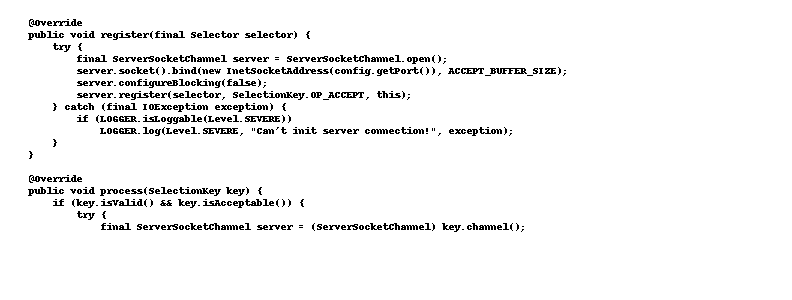 @Override
public void register(final Selector selector) {
    try {
        final ServerSocketChannel server = ServerSocketChannel.open();
        server.socket().bind(new InetSocketAddress(config.getPort()), ACCEPT_BUFFER_SIZE);
        server.configureBlocking(false);
        server.register(selector, SelectionKey.OP_ACCEPT, this);
    } catch (final IOException exception) {
        if (LOGGER.isLoggable(Level.SEVERE))
            LOGGER.log(Level.SEVERE, "Can't init server connection!", exception);
    }
}

@Override
public void process(SelectionKey key) {
    if (key.isValid() && key.isAcceptable()) {
        try {
            final ServerSocketChannel server = (ServerSocketChannel) key.channel();